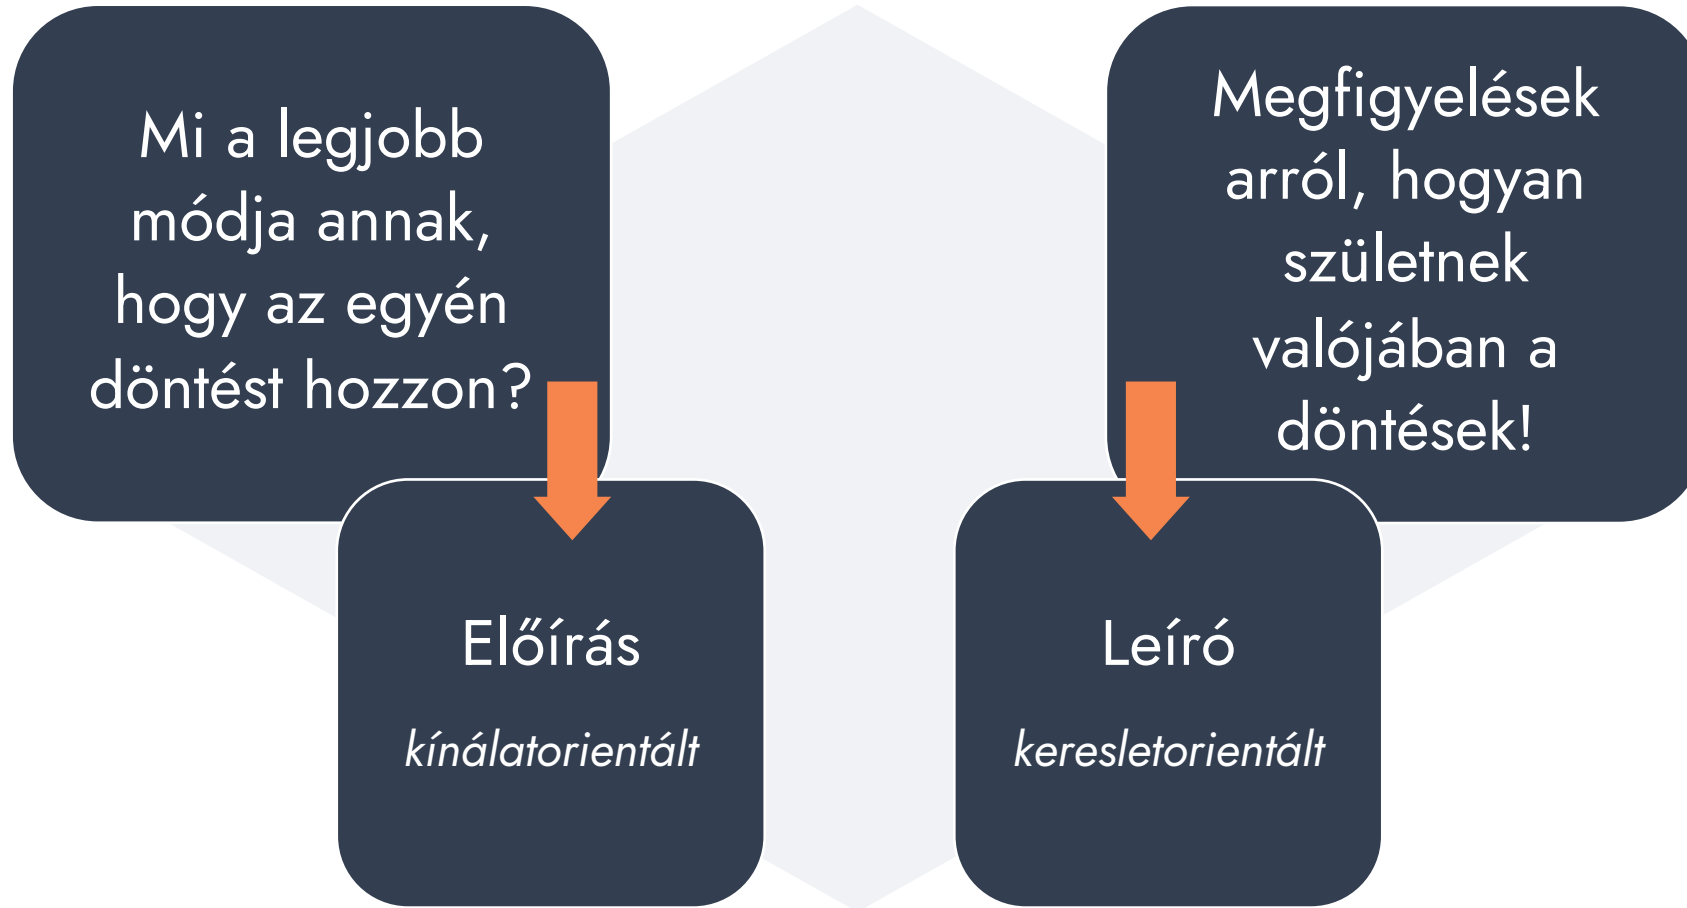 Mi a legjobb
módja annak,
hogy az egyén
döntést hozzon?
Előírás
kínálatorientált
Megfigyelések
arról, hogyan
születnek
valójában a
döntések!
Leíró
keresletorientált